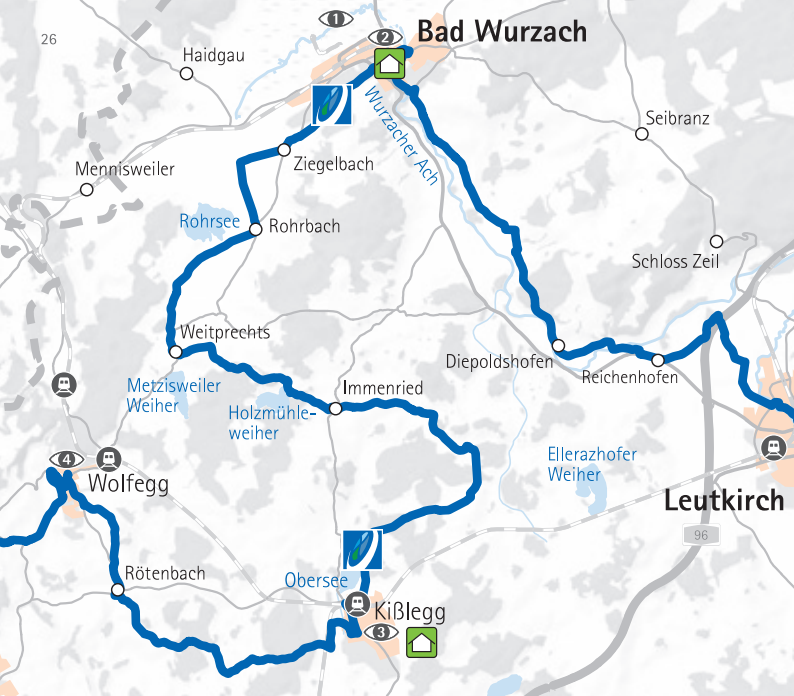 1
2
Bad Wurzach
26
Haidgau
Wurzacher Ach
Seibranz
Ziegelbach
Mennisweiler
Rohrsee
Rohrbach
Schloss Zeil
Weitprechts
Diepoldshofen
Reichenhofen
Metzisweiler
Weiher
Immenried
Holzmühle-
weiher
Ellerazhofer
Weiher
4
Wolfegg
Leutkirch
96
Rötenbach
Obersee
Kißlegg
3